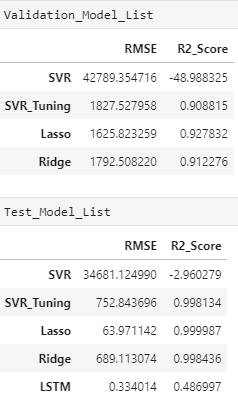 Validation_Model_List
RMSE R2_Score
SVR 42789.354716 -48.988325
SVR_Tuning 1827.527958 0.908815
Lasso 1625.823259 0.927832
Ridge 1792.508220 0.912276
Test_Model_List
RMSE R2_Score
SVR 34681.124990 -2.960279
SVR_Tuning 752.843696 0.998134
Lasso 63.971142 0.999987
Ridge 689.113074 0.998436
LSTM 0.334014 0.486997